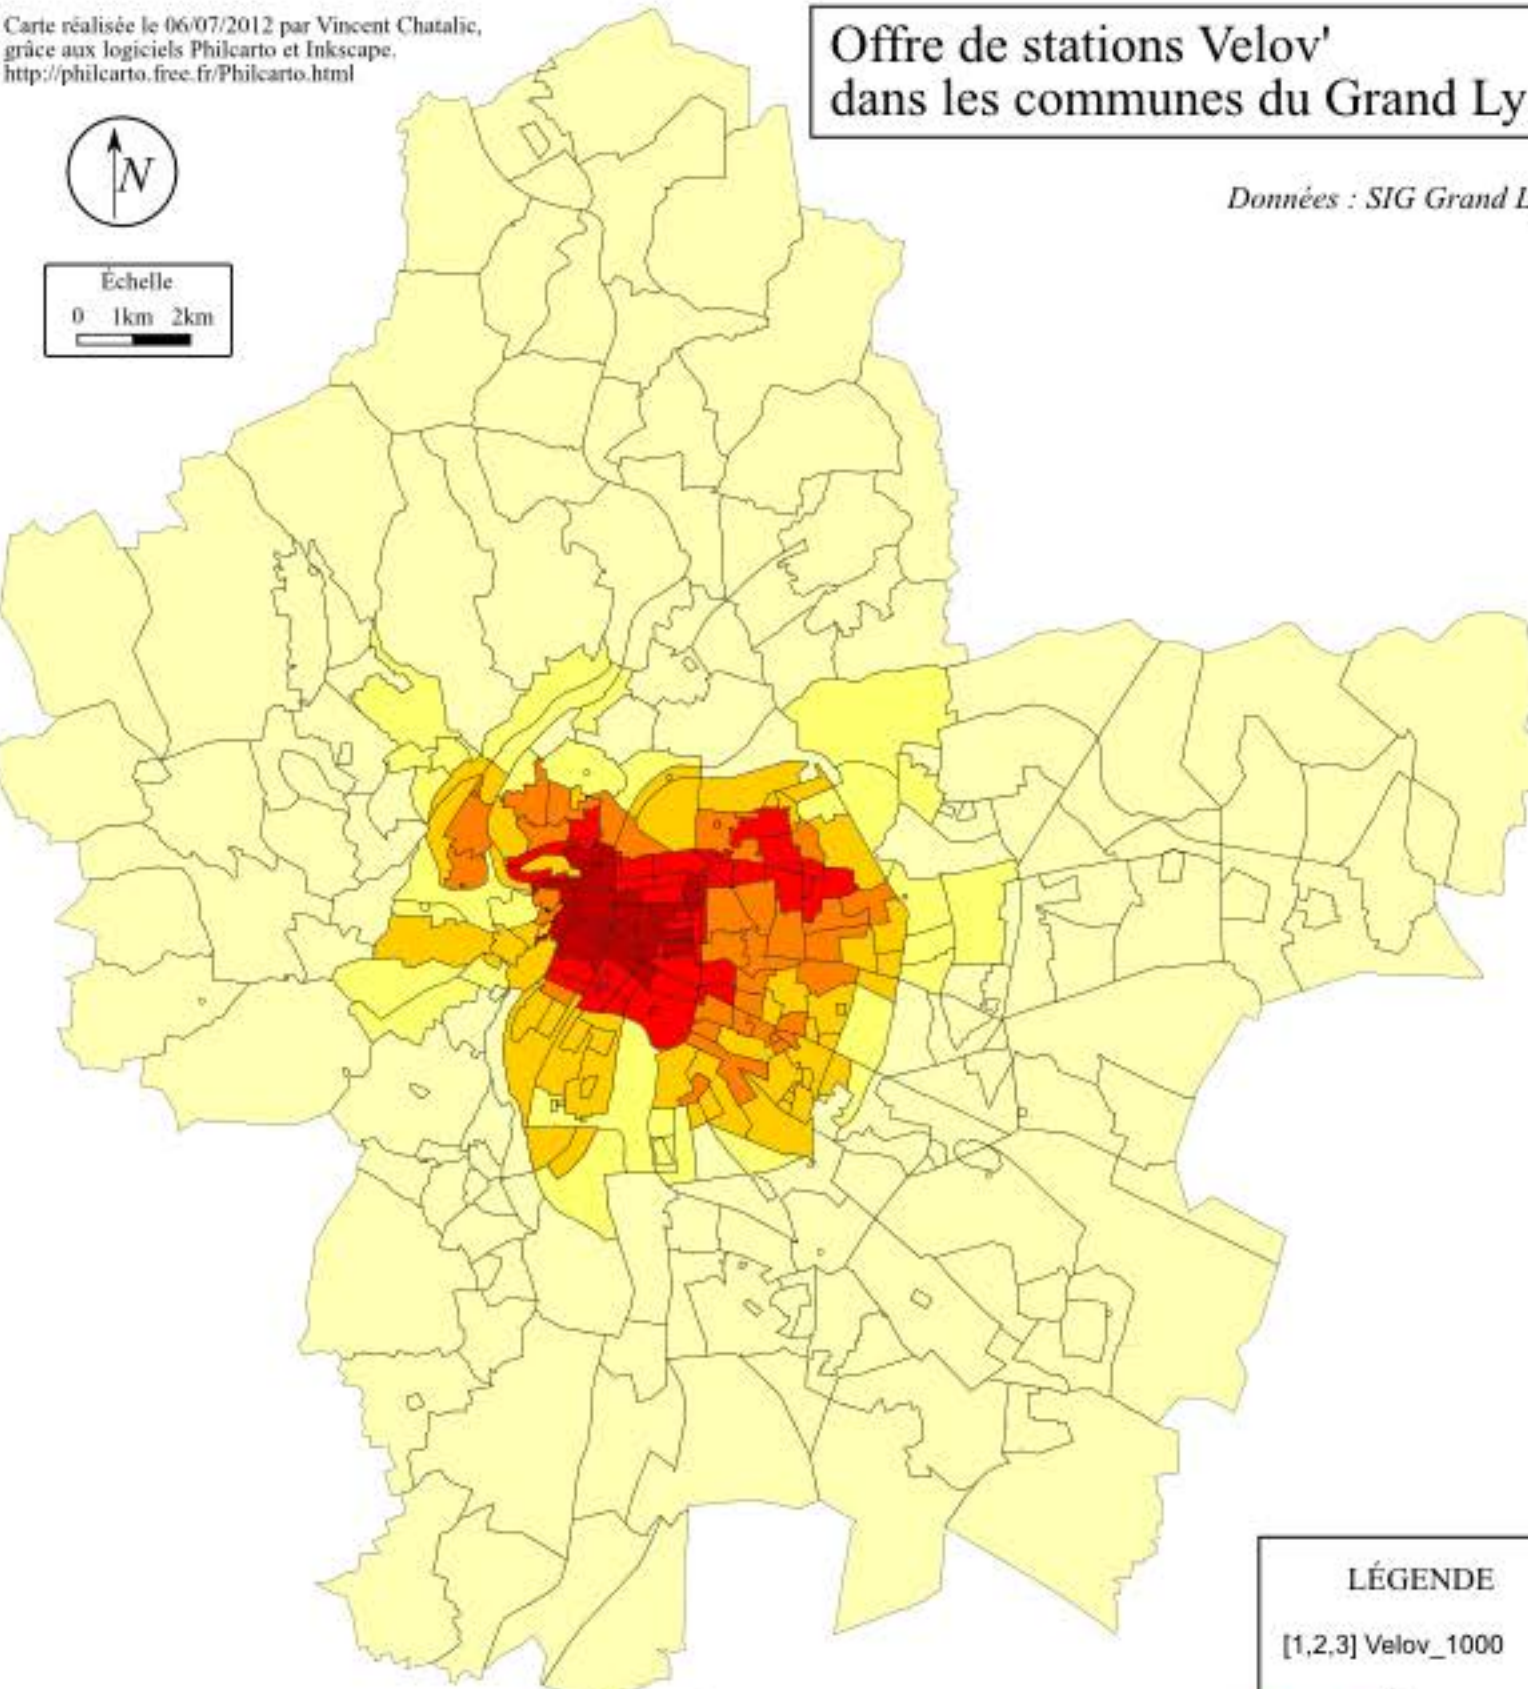 Carte réalisée le 06/07/2012 par Vincent Chatalic,
grâce aux logiciels Philcarto et Inkscape.
http://philcarto.free.fr/Philcarto.html
Offre de stations Velov'
dans les communes du Grand Ly
Données : SIG Grand L
N
Échelle
0 1km 2km
LÉGENDE
[1,2,3] Velov_1000